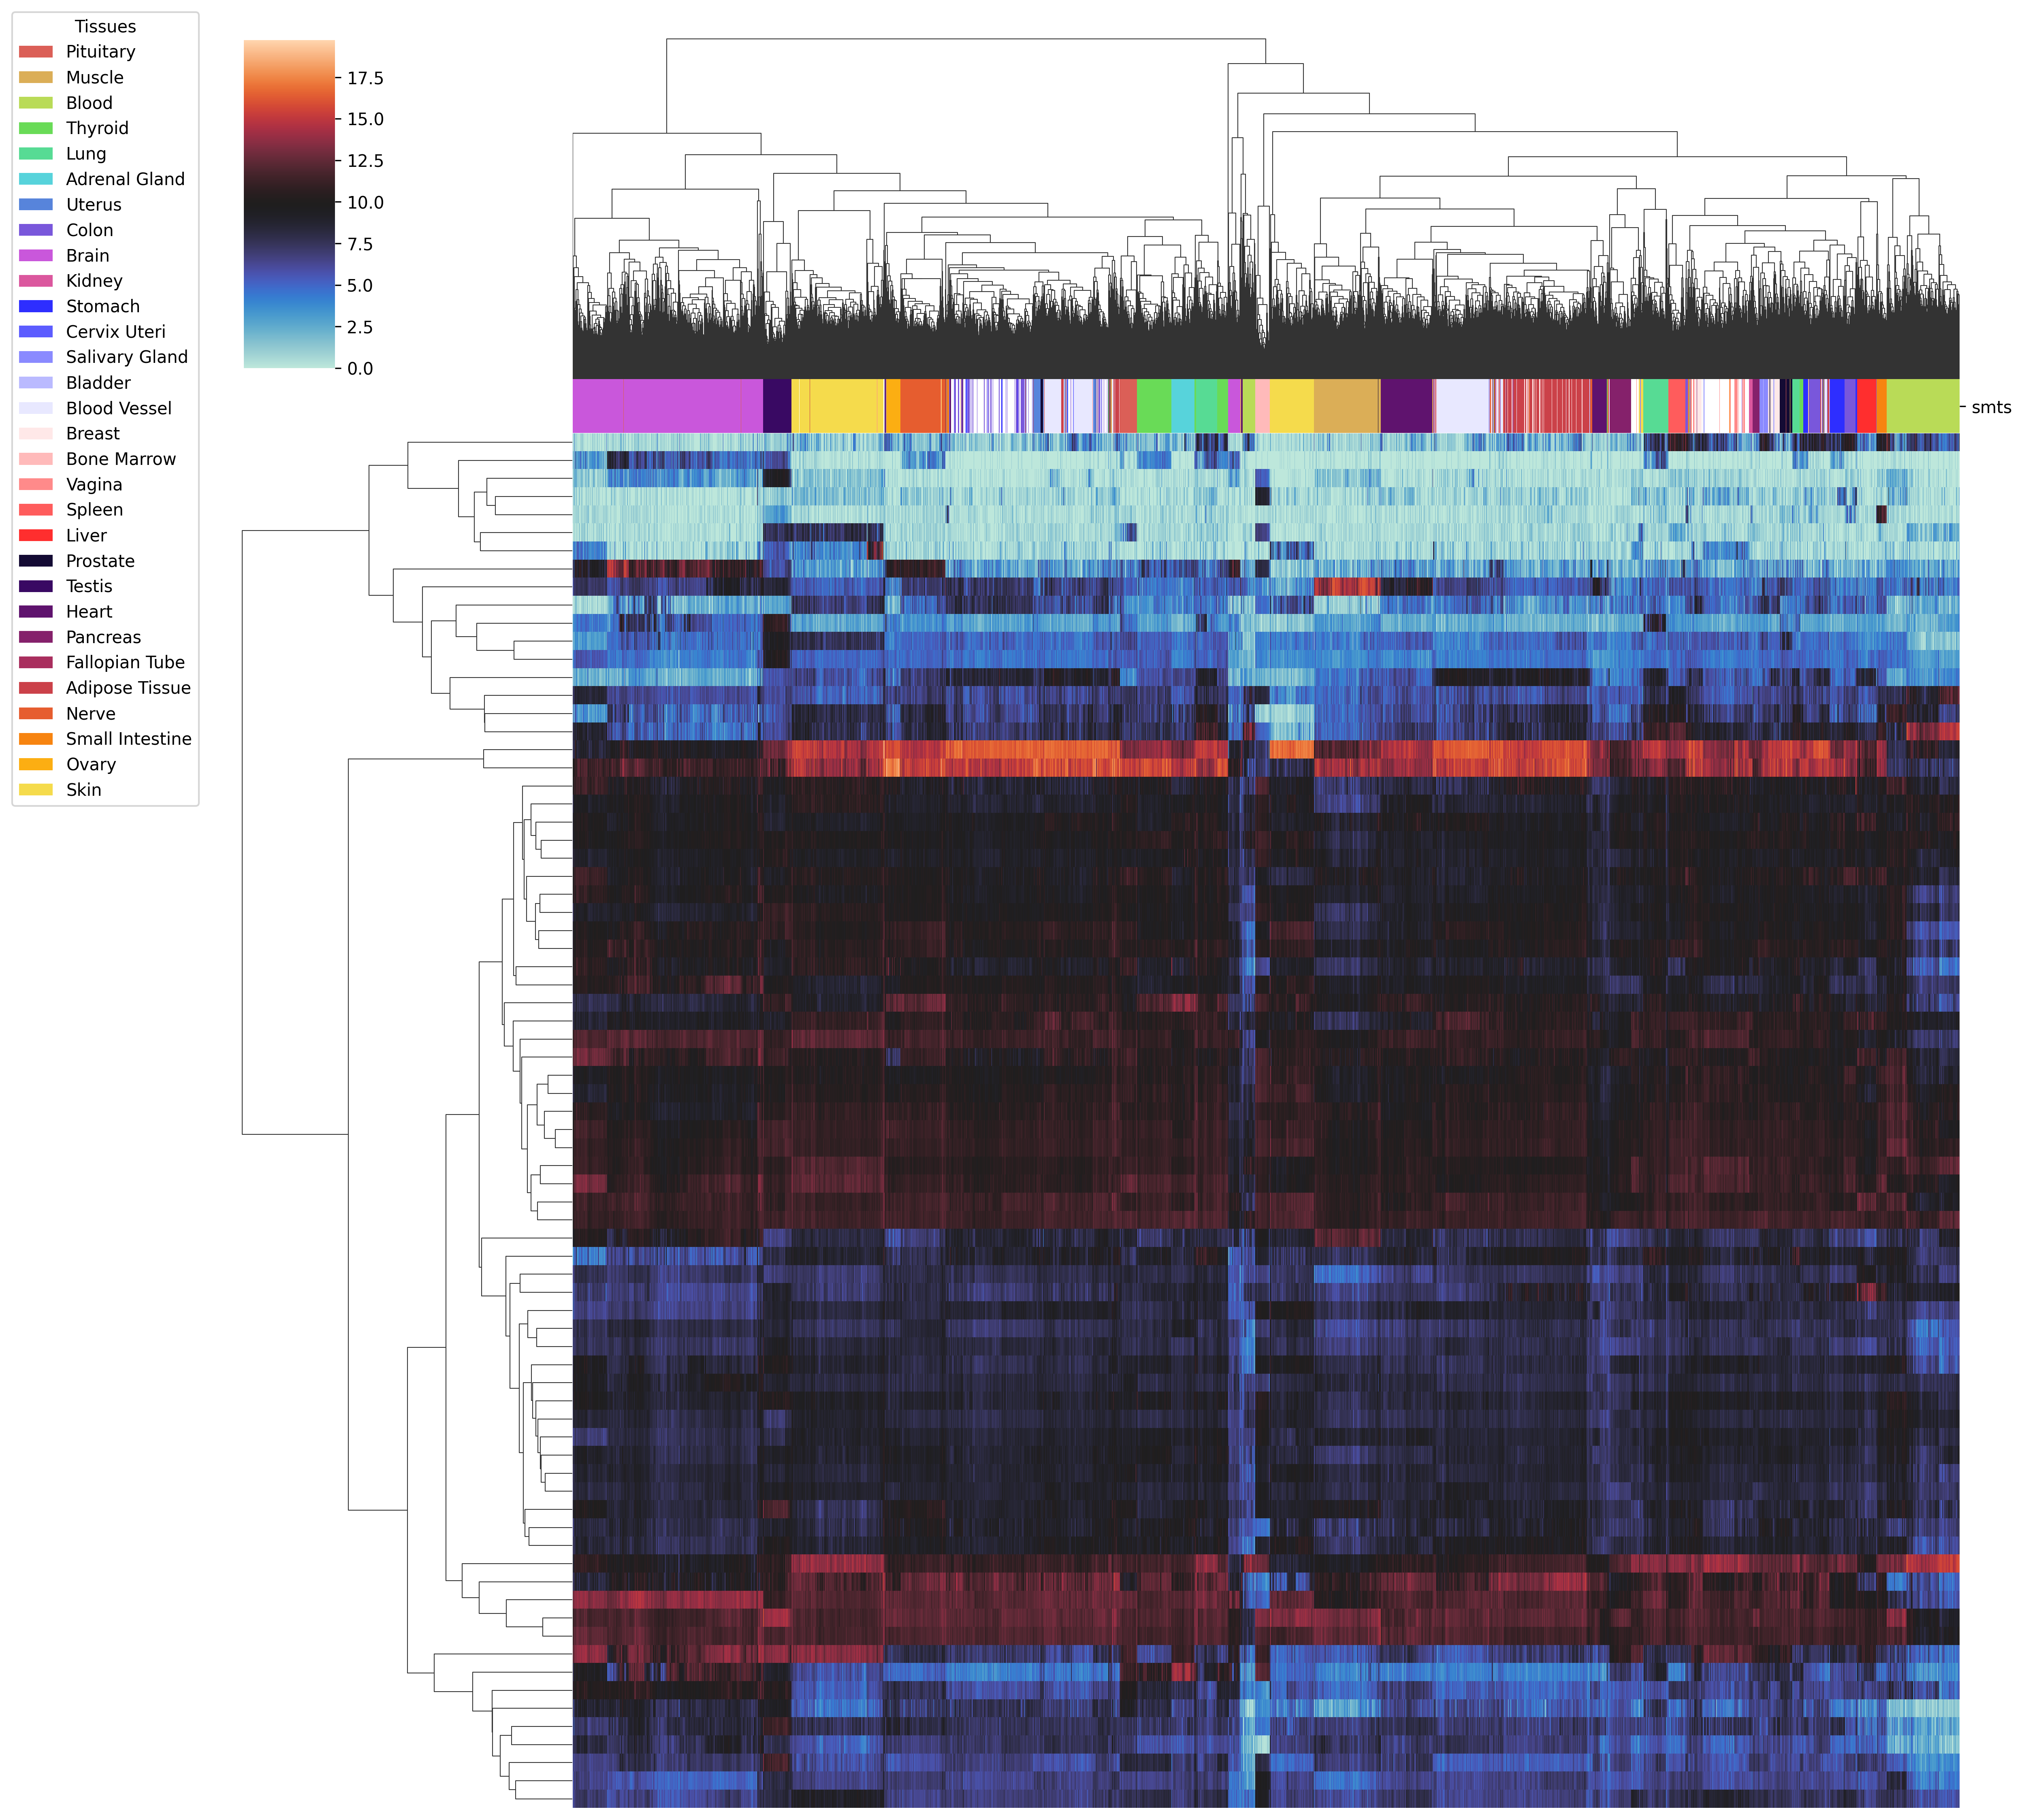 Tissues
Pituitary
Muscle
Blood
Thyroid
Lung
Adrenal Gland
Uterus
Colon
Brain
Kidney
Stomach
Cervix Uteri
Salivary Gland
Bladder
Blood Vessel
Breast
Bone Marrow
Vagina
Spleen
Liver
Prostate
Testis
Heart
Pancreas
Fallopian Tube
Adipose Tissue
Nerve
Small Intestine
Ovary
Skin
17.5
15.0
12.5
10.0
7.5
5.0
2.5
0.0
smts